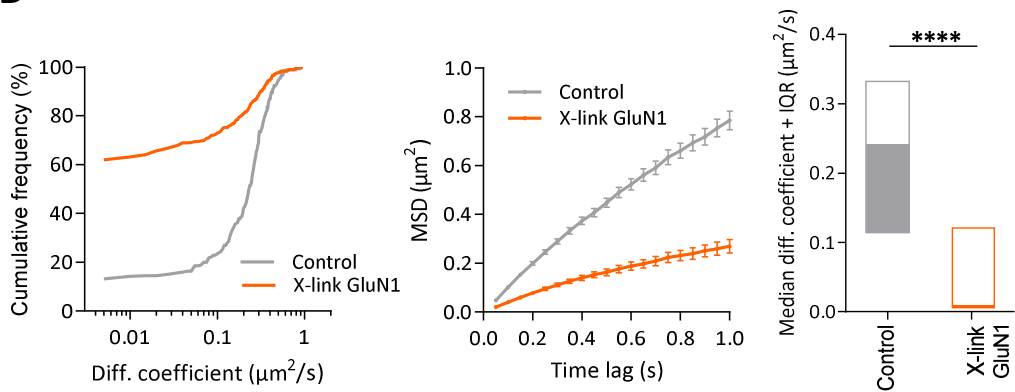 Cumulative frequency (%)
100
80
60
40
20
0
0.01
0.1
1
Diff. coefficient (µm²/s)
Control
X-link GluN1
MSD (µm²)
1.0
0.8
0.6
0.4
0.2
0.0
0.0
0.2
0.4
0.6
0.8
1.0
Time lag (s)
Control
X-link GluN1
Median diff. coefficient + IQR (µm²/s)
0.4
0.3
0.2
0.1
0.0
****
Control
X-link
GluN1